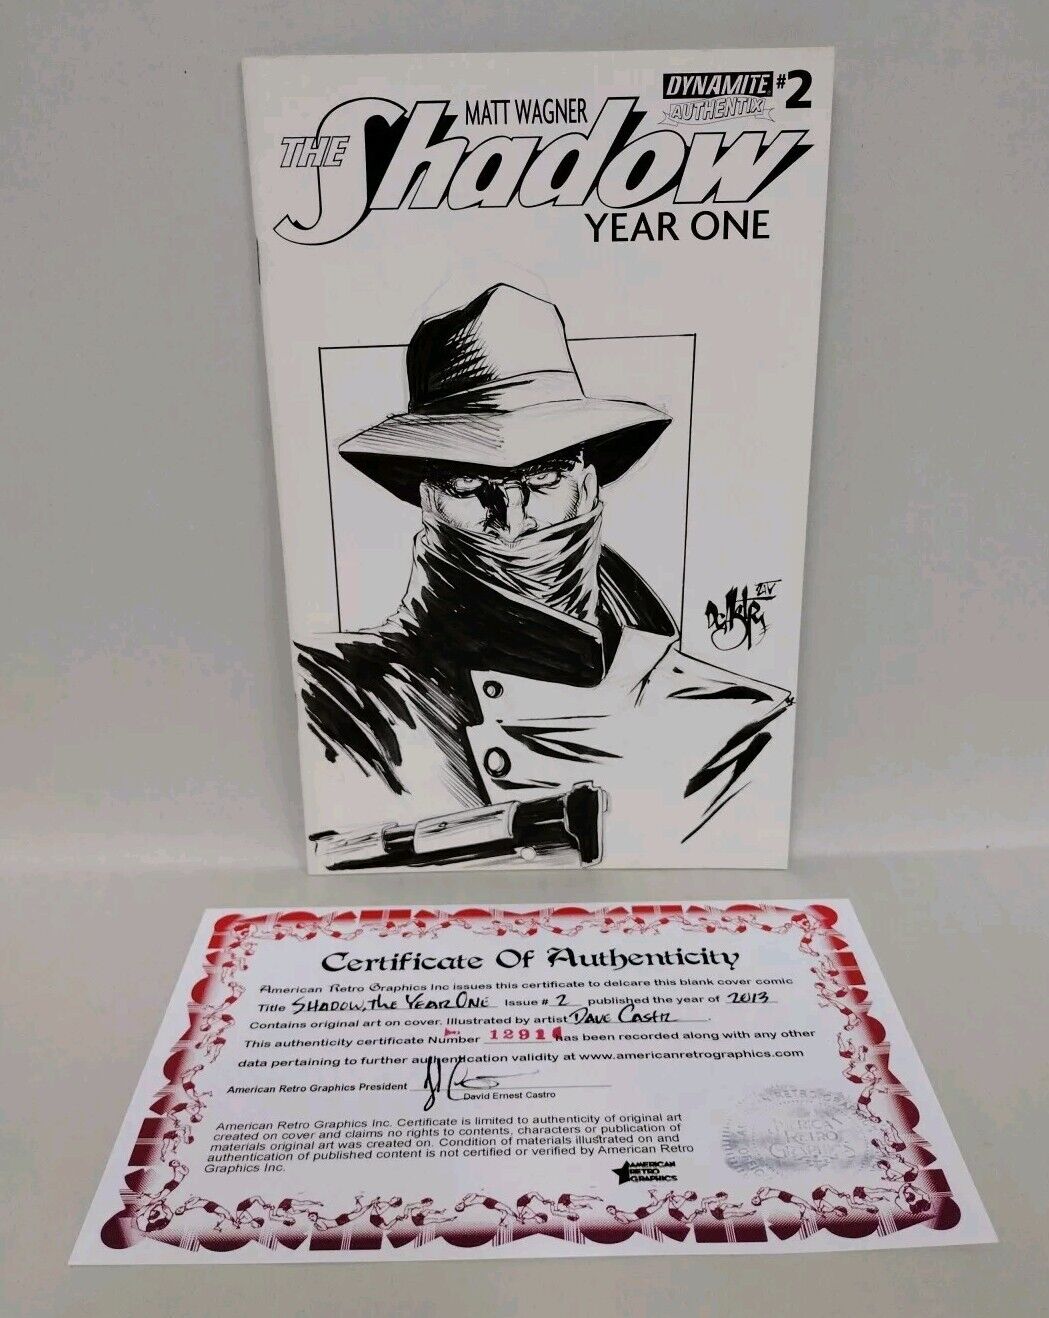 DYNAMITE
AUTHENTIX
#2
MATT WAGNER
THE Shadow
YEAR ONE
Certificate Of Authenticity
American Retro Graphics Inc issues this certificate to delcare this blank cover comic
Title SHADOW, THE YEAR ONE Issue # 2 published the year of 2013
Contains original art on cover. Illustrated by artist DAVE CASTR
This authenticity certificate Number 1291 has been recorded along with any other
data pertaining to further authentication validity at www.americanretrographics.com
American Retro Graphics President
David Ernest Castro
American Retro Graphics Inc. Certificate is limited to authenticity of original art
created on cover and claims no rights to contents, characters or publication of
materials original art was created on. Condition of materials illustrated on and
authentication of published content is not certified or verified by American Retro
Graphics Inc.
AMERICAN
RETRO
GRAPHICS